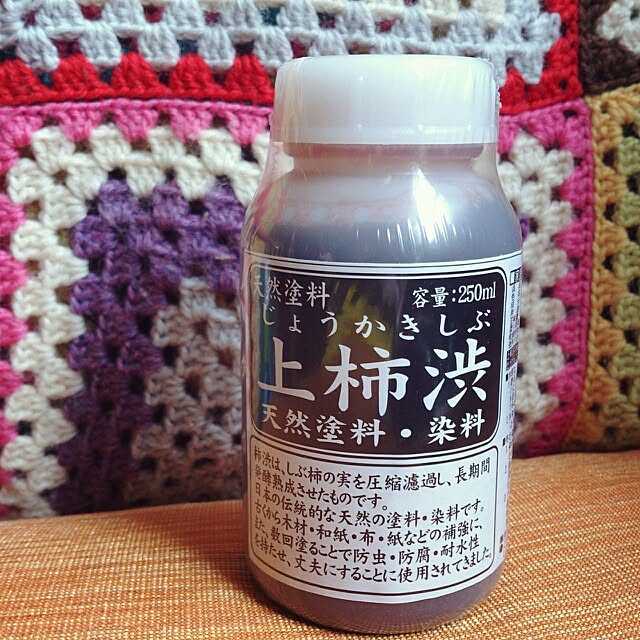 天然塗料
容量:250ml
じょうかきしぶ
上柿渋
天然塗料・染料
柿渋は、しぶ柿の実を圧縮濾過し、長期間
発酵熟成させたものです。
日本の伝統的な天然の塗料・染料です。
古くから木材・和紙・布・紙などの補強に、
また、数回塗ることで防虫・防腐・耐水性
を持たせ、丈夫にすることに使用されてきました。